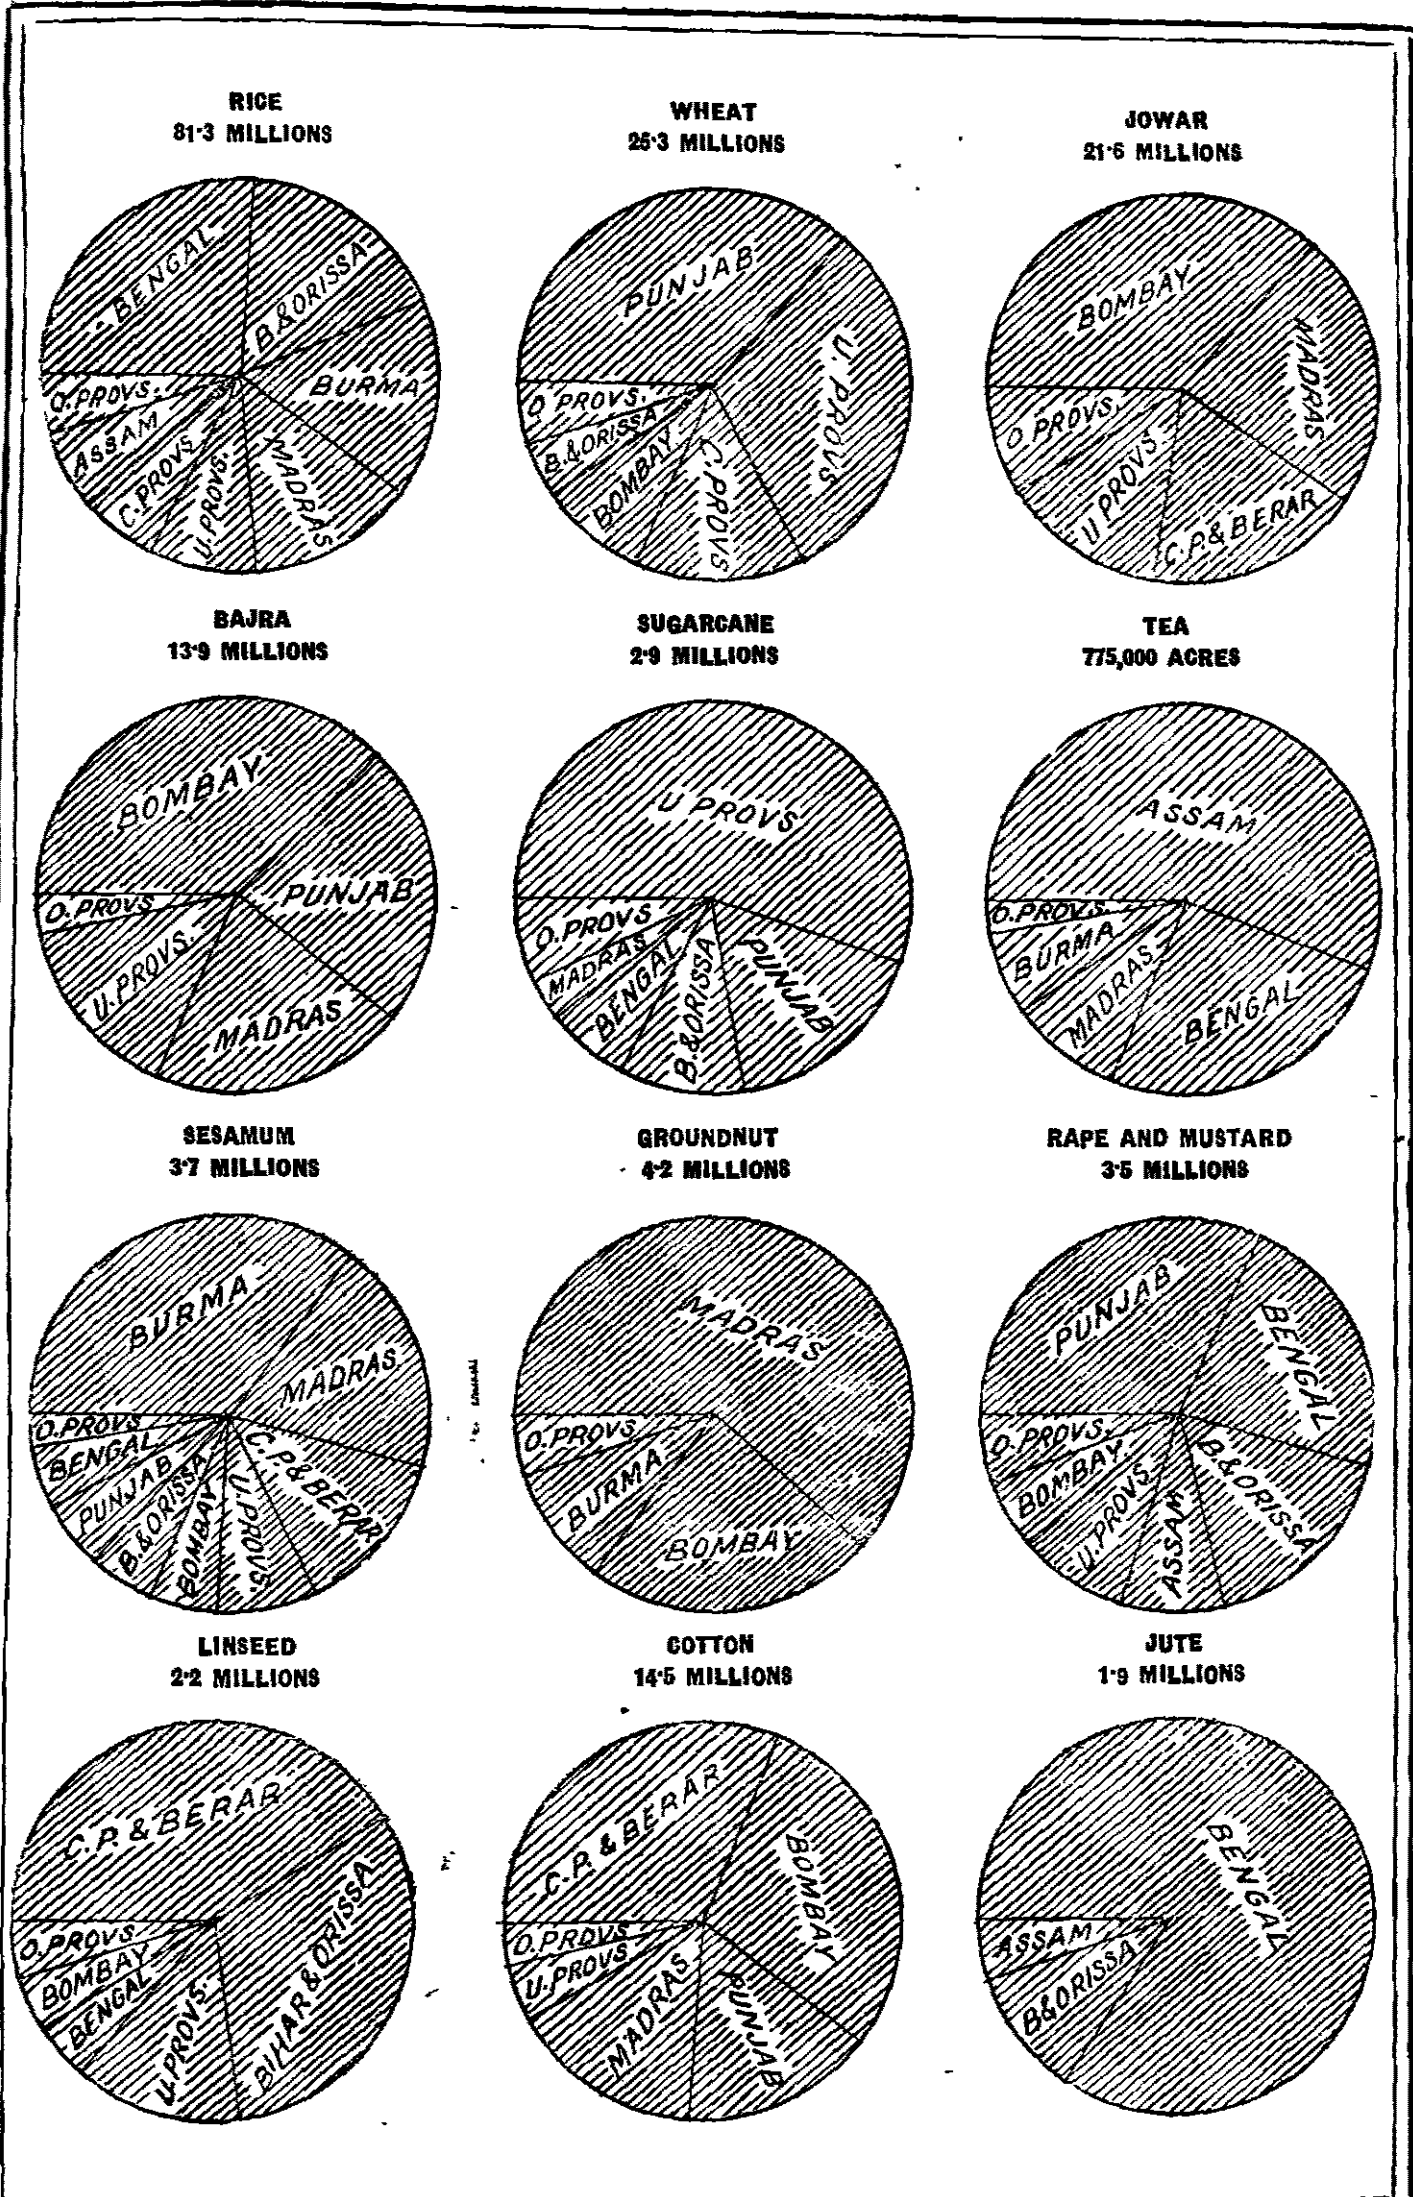 RICE
81·3 MILLIONS
BENGAL
B.&ORISSA
BURMA
MADRAS
U.PROVS.
C.PROVS
ASSAM
O.PROVS.
WHEAT
25·3 MILLIONS
PUNJAB
U. PROVS
C. PROVS
BOMBAY
B.&ORISSA
O PROVS.
JOWAR
21·6 MILLIONS
BOMBAY
MADRAS
C.P.& BERAR
U PROVS
O PROVS.
BAJRA
13·9 MILLIONS
BOMBAY
PUNJAB
MADRAS
U.PROVS.
O.PROVS
SUGARCANE
2·9 MILLIONS
U PROVS
PUNJAB
B.&ORISSA
BENGAL
MADRAS
O.PROVS
TEA
775,000 ACRES
ASSAM
BENGAL
MADRAS
BURMA
O.PROVS.
SESAMUM
3·7 MILLIONS
BURMA
MADRAS
C.P.& BERAR
U.PROVS.
BOMBAY
B.&ORISSA
PUNJAB
BENGAL
O.PROVS
GROUNDNUT
4·2 MILLIONS
MADRAS
BOMBAY
BURMA
O.PROVS
RAPE AND MUSTARD
3·5 MILLIONS
PUNJAB
BENGAL
B.&ORISSA
ASSAM
U.PROVS
BOMBAY.
O.PROVS.
LINSEED
2·2 MILLIONS
C.P. & BERAR
BIHAR & ORISSA
U.PROVS.
BENGAL
BOMBAY
O.PROVS
COTTON
14·5 MILLIONS
C.P. & BERAR
BOMBAY
PUNJAB
MADRAS
U.PROVS
O.PROVS
JUTE
1·9 MILLIONS
BENGAL
B&ORISSA
ASSAM